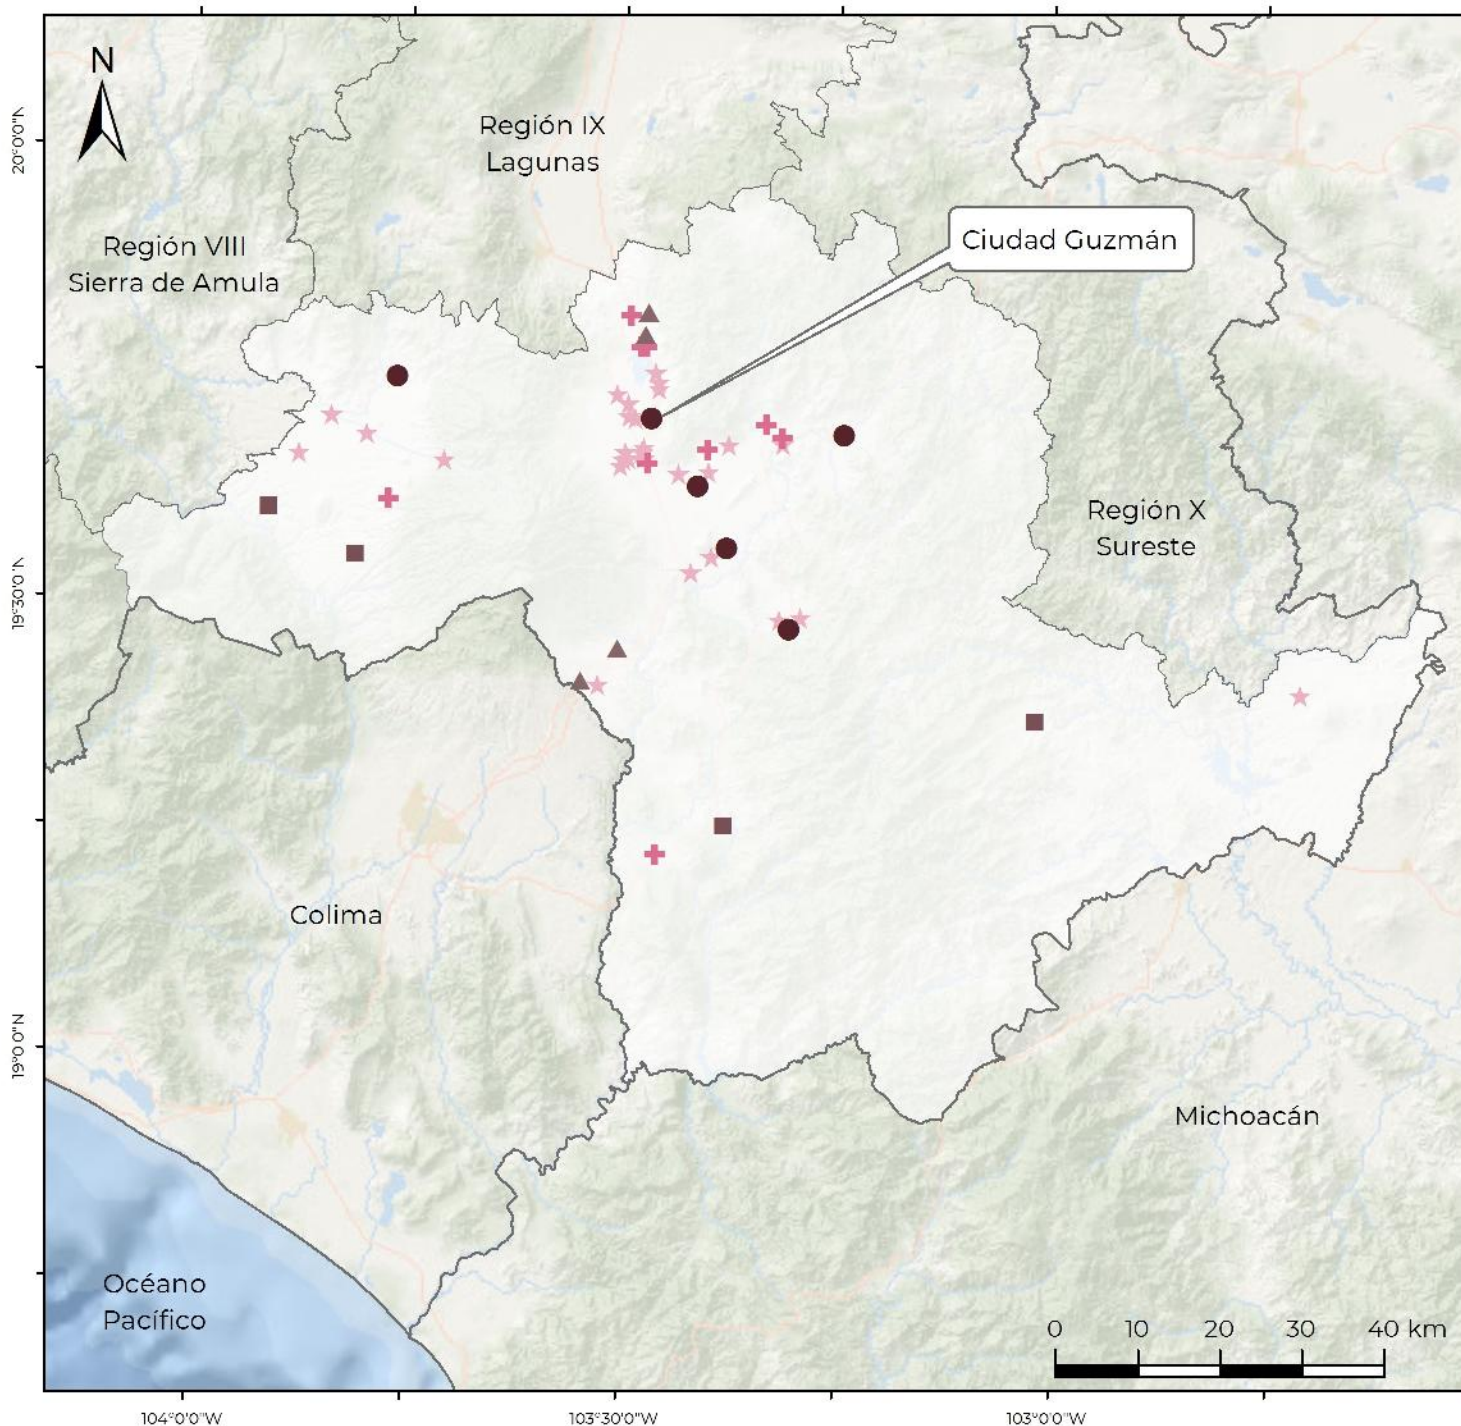 N
Región IX
Lagunas
20°0'0"N
Ciudad Guzmán
Región VIII
Sierra de Amula
Región X
Sureste
19°30'0"N
Colima
19°0'0"N
Michoacán
Océano
Pacífico
0 10 20 30 40 km
104°0'0"W 103°30'0"W 103°0'0"W